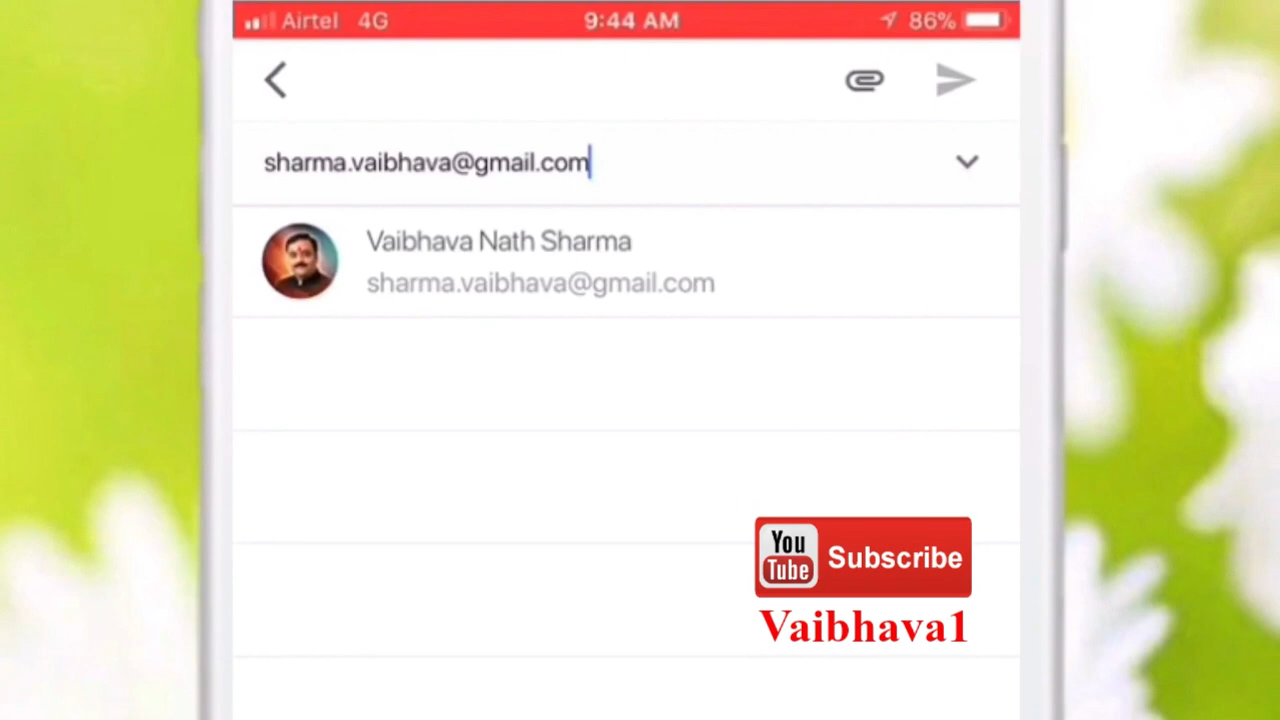 Airtel 4G 9:44 AM 86%
sharma.vaibhava@gmail.com
Vaibhava Nath Sharma
sharma.vaibhava@gmail.com
You
Tube
Subscribe
Vaibhava1